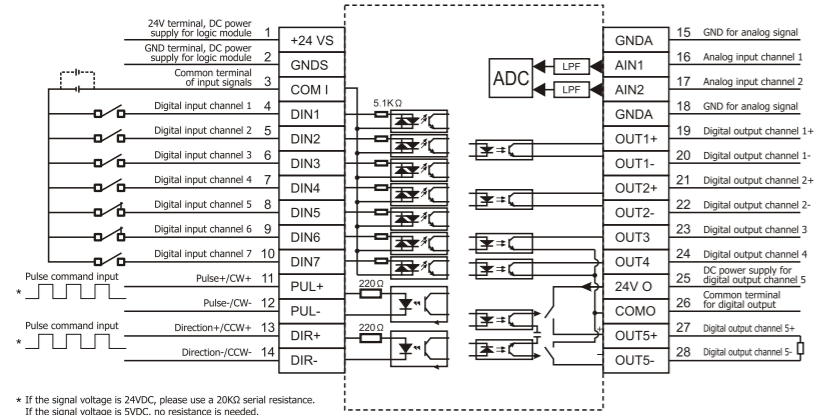 24V terminal, DC power
supply for logic module 1 +24 VS
GND terminal, DC power
supply for logic module 2 GNDS
Common terminal
of input signals 3 COM I
Digital input channel 1 4 DIN1
Digital input channel 2 5 DIN2
Digital input channel 3 6 DIN3
Digital input channel 4 7 DIN4
Digital input channel 5 8 DIN5
Digital input channel 6 9 DIN6
Digital input channel 7 10 DIN7
Pulse command input
*
Pulse+/CW+ 11 PUL+
Pulse-/CW- 12 PUL-
Pulse command input
*
Direction+/CCW+ 13 DIR+
Direction-/CCW- 14 DIR-
5.1KΩ
220Ω
220Ω
ADC
LPF
LPF
GNDA 15 GND for analog signal
AIN1 16 Analog input channel 1
AIN2 17 Analog input channel 2
GNDA 18 GND for analog signal
OUT1+ 19 Digital output channel 1+
OUT1- 20 Digital output channel 1-
OUT2+ 21 Digital output channel 2+
OUT2- 22 Digital output channel 2-
OUT3 23 Digital output channel 3
OUT4 24 Digital output channel 4
24V O 25 DC power supply for
digital output channel 5
COMO 26 Common terminal
for digital output
+ OUT5+ 27 Digital output channel 5+
- OUT5- 28 Digital output channel 5-
* If the signal voltage is 24VDC, please use a 20KΩ serial resistance.
If the signal voltage is 5VDC, no resistance is needed.